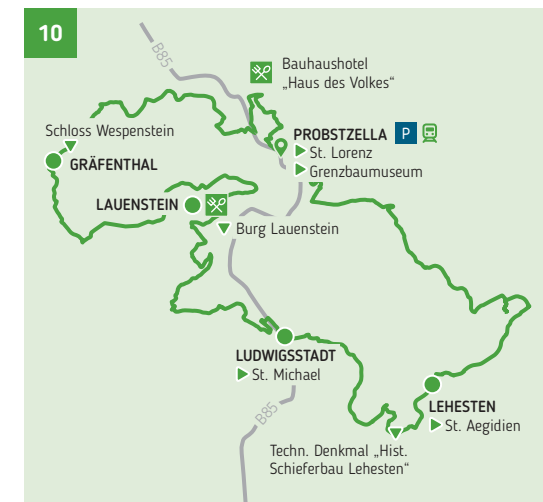 10
B85
Bauhaushotel
„Haus des Volkes“
Schloss Wespenstein
GRÄFENTHAL
PROBSTZELLA P
St. Lorenz
Grenzbaumuseum
LAUENSTEIN
Burg Lauenstein
LUDWIGSSTADT
St. Michael
LEHESTEN
St. Aegidien
B85
Techn. Denkmal „Hist.
Schieferbau Lehesten“